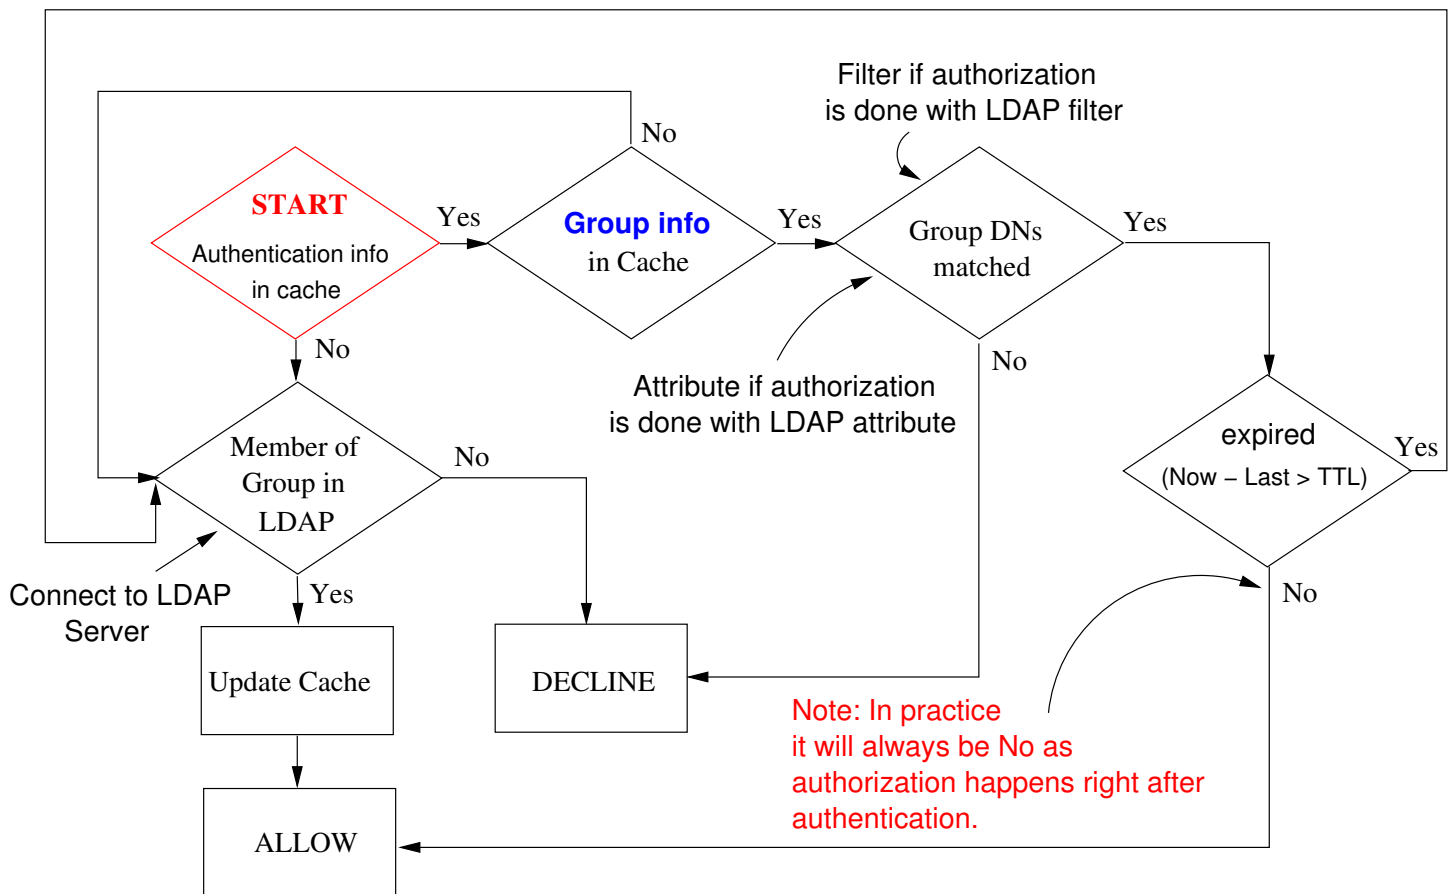 Filter if authorization
is done with LDAP filter
No
START
Authentication info
in cache
Yes
Group info
in Cache
Yes
Group DNs
matched
Yes
No
No
Attribute if authorization
is done with LDAP attribute
expired
(Now – Last > TTL)
Yes
Member of
Group in
LDAP
No
Connect to LDAP
Server
Yes
No
Update Cache
DECLINE
Note: In practice
it will always be No as
authorization happens right after
authentication.
ALLOW